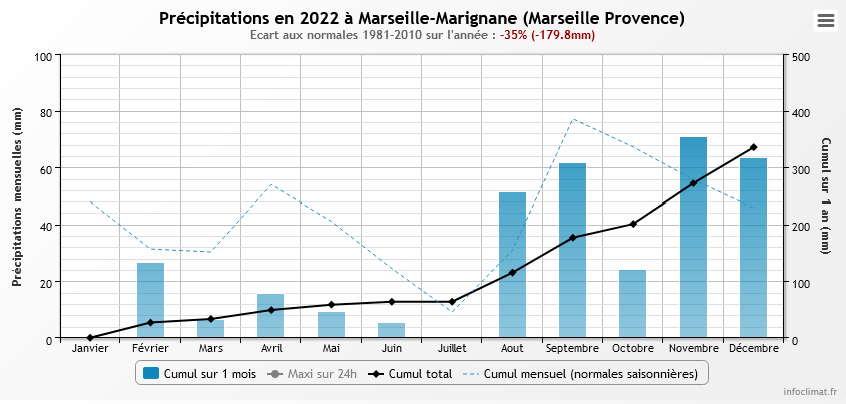 Précipitations en 2022 à Marseille-Marignane (Marseille Provence)
Ecart aux normales 1981-2010 sur l'année : -35% (-179.8mm)
Précipitations mensuelles (mm)
100
80
60
40
20
0
500
400
300
200
100
0
Cumul sur 1 an (mm)
Janvier Février Mars Avril Mai Juin Juillet Aout Septembre Octobre Novembre Décembre
Cumul sur 1 mois Maxi sur 24h Cumul total Cumul mensuel (normales saisonnières)
infoclimat.fr